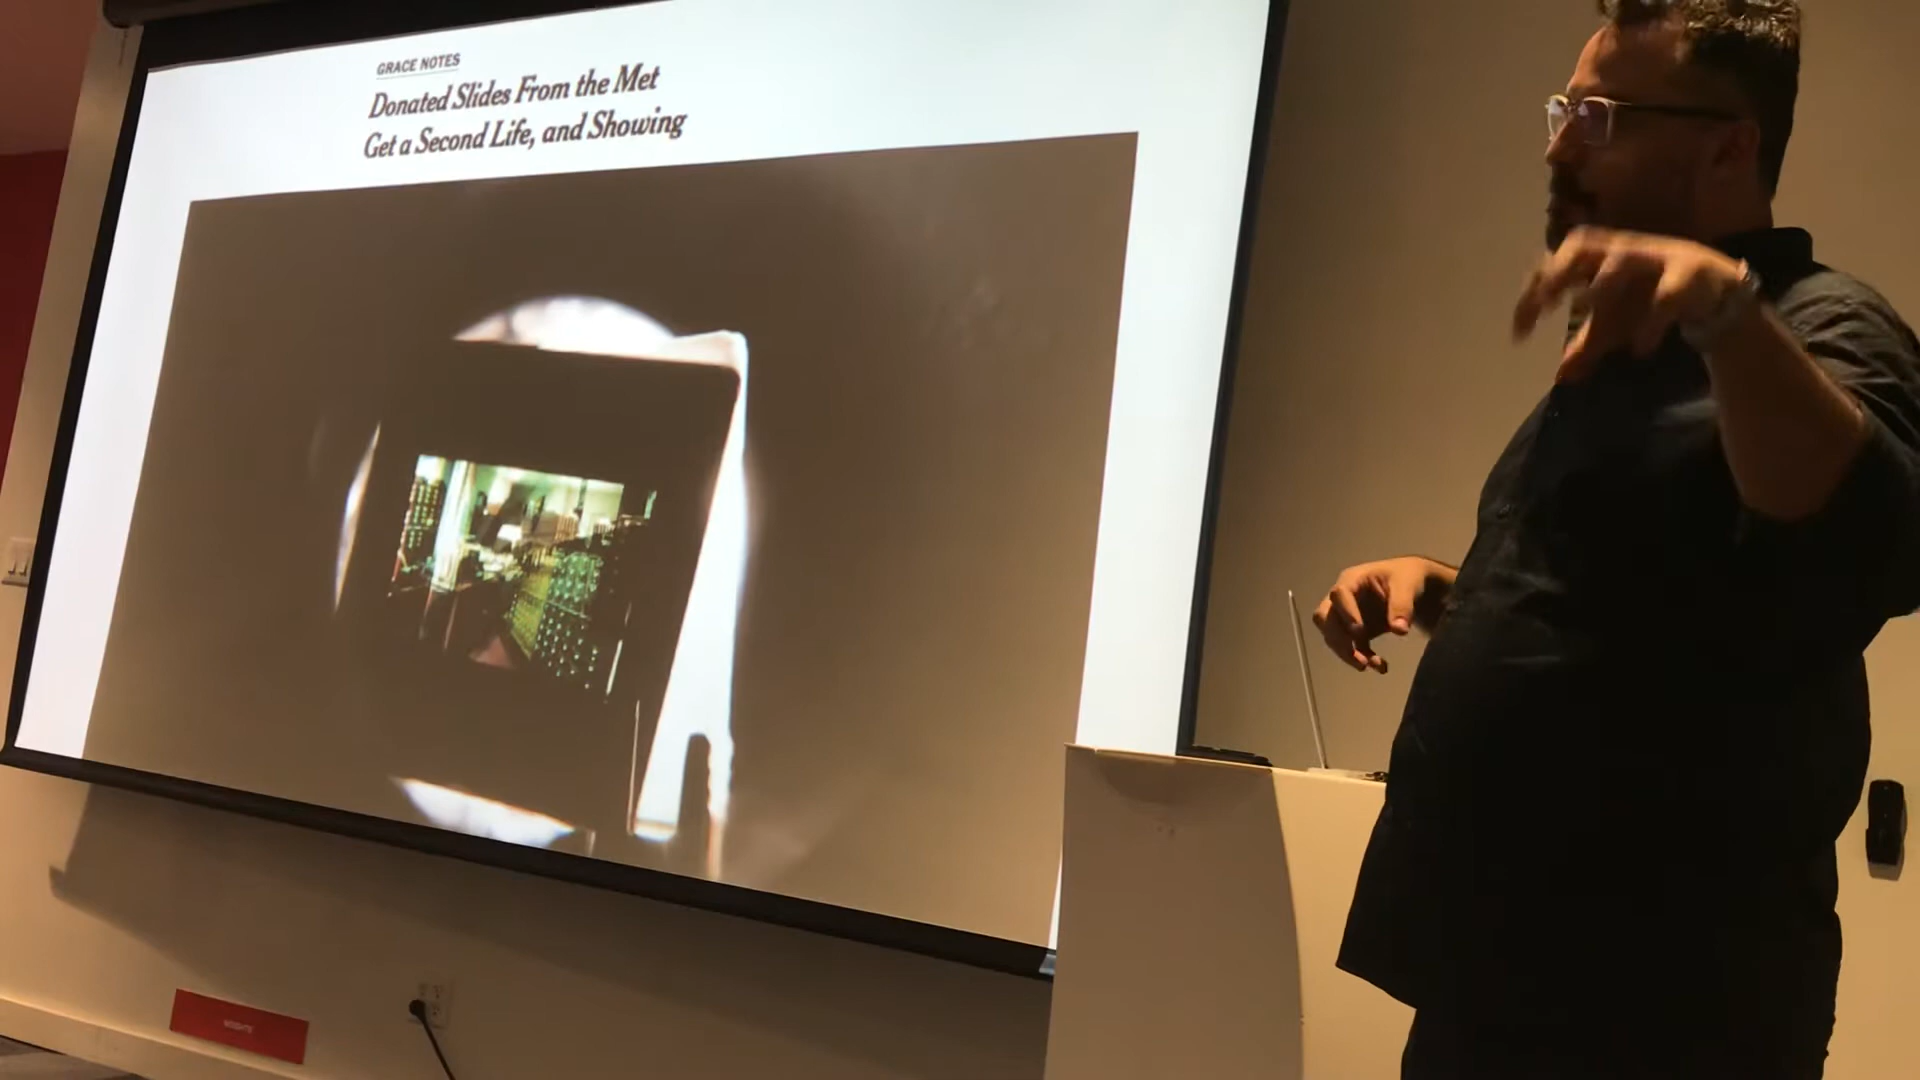 GRACE NOTES
Donated Slides From the Met
Get a Second Life, and Showing